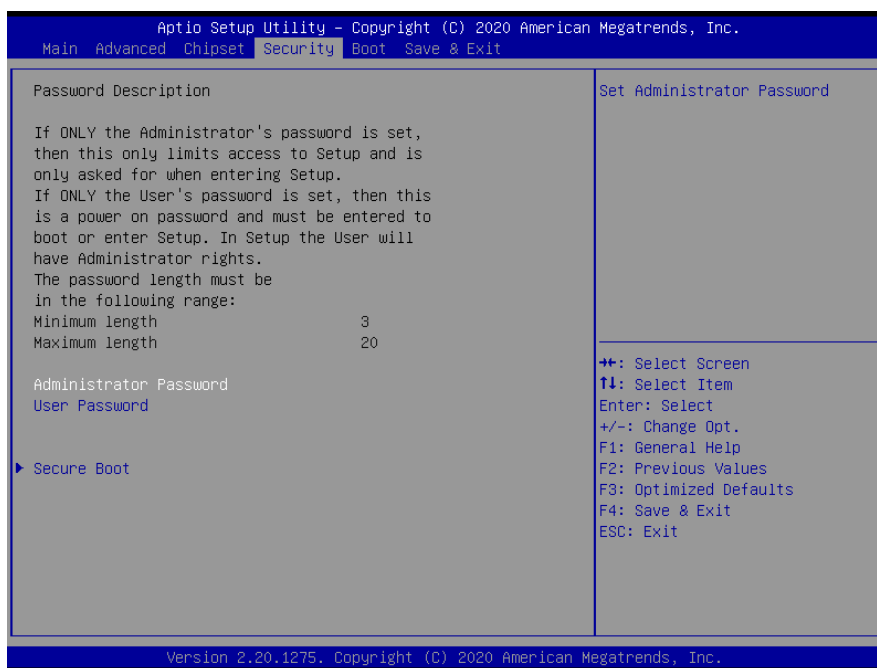 Aptio Setup Utility – Copyright (C) 2020 American Megatrends, Inc.
Main Advanced Chipset Security Boot Save & Exit
Password Description
If ONLY the Administrator's password is set,
then this only limits access to Setup and is
only asked for when entering Setup.
If ONLY the User's password is set, then this
is a power on password and must be entered to
boot or enter Setup. In Setup the User will
have Administrator rights.
The password length must be
in the following range:
Minimum length 3
Maximum length 20
Administrator Password
User Password
Secure Boot
Set Administrator Password
→←: Select Screen
↑↓: Select Item
Enter: Select
+/-: Change Opt.
F1: General Help
F2: Previous Values
F3: Optimized Defaults
F4: Save & Exit
ESC: Exit
Version 2.20.1275. Copyright (C) 2020 American Megatrends, Inc.